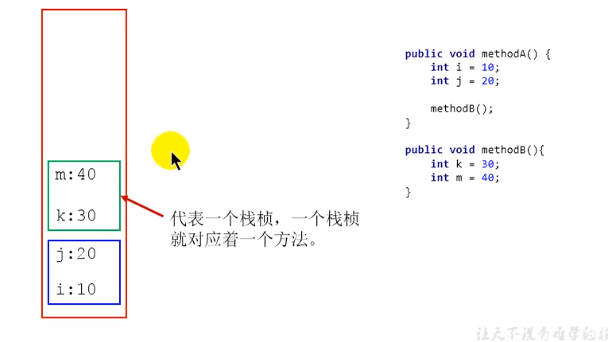 m:40
k:30
j:20
i:10
代表一个栈桢，一个栈桢
就对应着一个方法。
public void methodA() {
int i = 10;
int j = 20;
methodB();
}
public void methodB(){
int k = 30;
int m = 40;
}
让天下没有难学的技